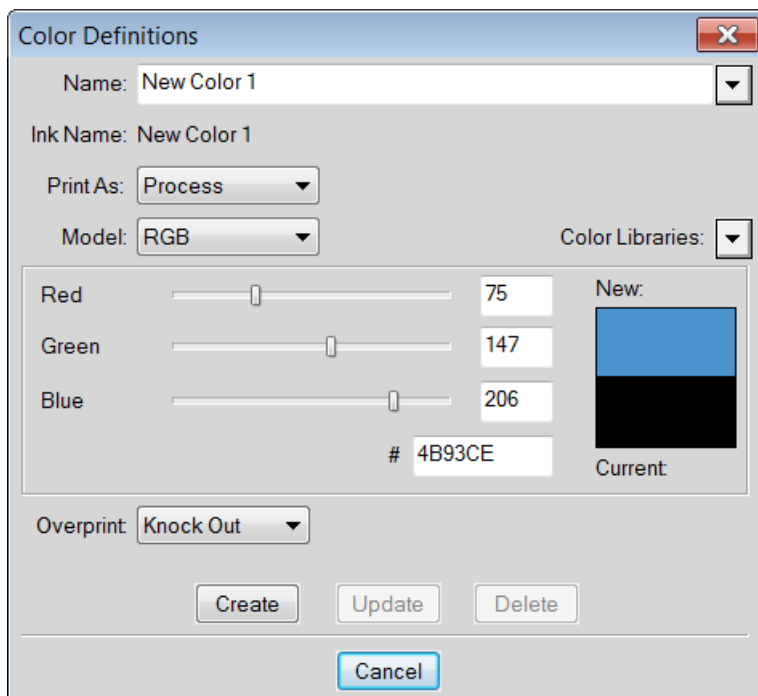 Color Definitions
Name: New Color 1
Ink Name: New Color 1
Print As: Process
Model: RGB Color Libraries:
Red 75 New:
Green 147
Blue 206
# 4B93CE
Current:
Overprint: Knock Out
Create Update Delete
Cancel